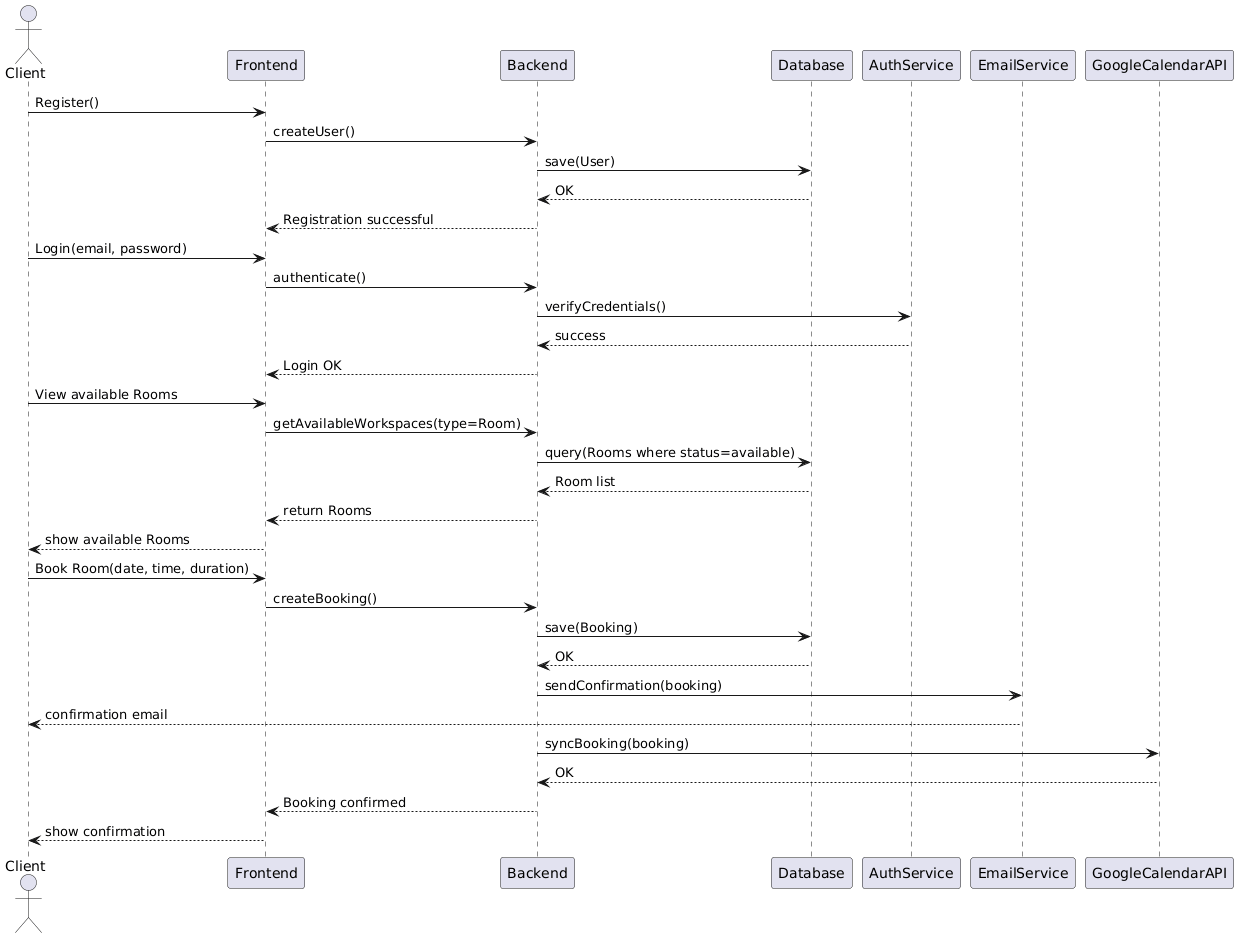 Client
Frontend
Backend
Database
AuthService
EmailService
GoogleCalendarAPI
Register()
createUser()
save(User)
OK
Registration successful
Login(email, password)
authenticate()
verifyCredentials()
success
Login OK
View available Rooms
getAvailableWorkspaces(type=Room)
query(Rooms where status=available)
Room list
return Rooms
show available Rooms
Book Room(date, time, duration)
createBooking()
save(Booking)
OK
sendConfirmation(booking)
confirmation email
syncBooking(booking)
OK
Booking confirmed
show confirmation
Client
Frontend
Backend
Database
AuthService
EmailService
GoogleCalendarAPI